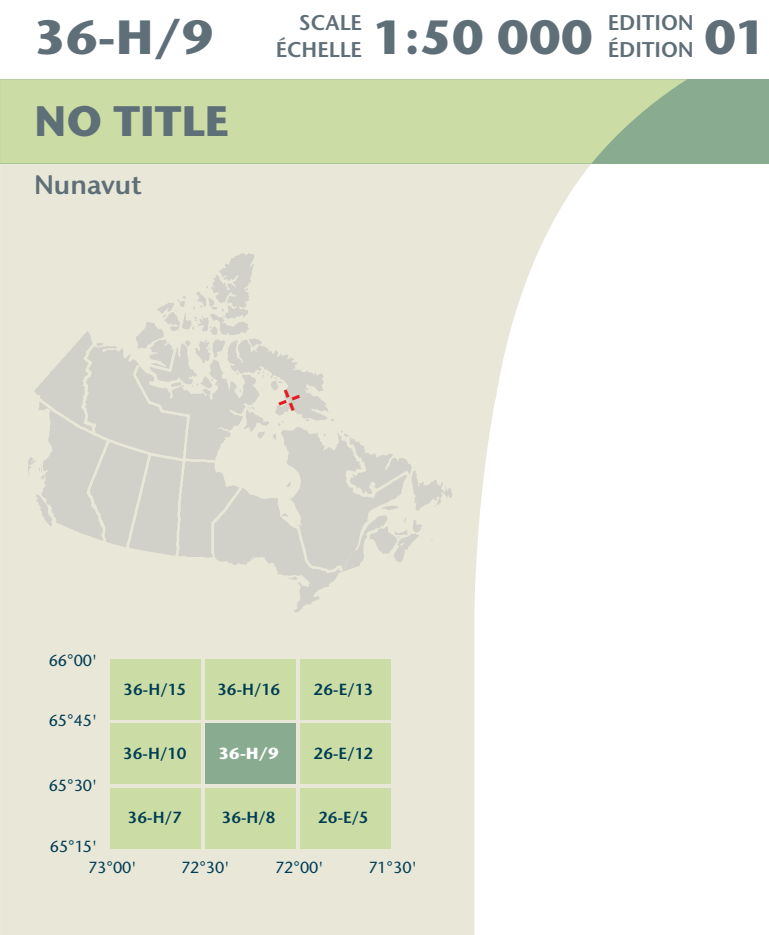 36-H/9
SCALE
ÉCHELLE
1:50 000
EDITION
ÉDITION
01
NO TITLE
Nunavut
66°00'
36-H/15 36-H/16 26-E/13
65°45'
36-H/10 36-H/9 26-E/12
65°30'
36-H/7 36-H/8 26-E/5
65°15'
73°00' 72°30' 72°00' 71°30'